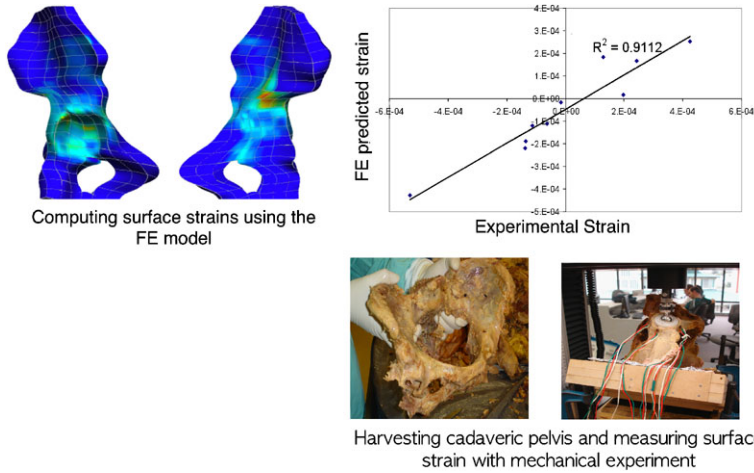 4.E-04
3.E-04
2.E-04
1.E-04
0.E+00
-1.E-04
-2.E-04
-3.E-04
-4.E-04
-5.E-04
-6.E-04 -4.E-04 -2.E-04 0.E+00 2.E-04 4.E-04 6.E-04
R² = 0.9112
FE predicted strain
Experimental Strain
Computing surface strains using the
FE model
Harvesting cadaveric pelvis and measuring surfac
strain with mechanical experiment